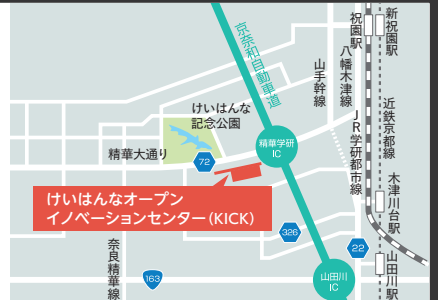 祝園駅
新祝園駅
京奈和自動車道
山手幹線
八幡木津線
JR学研都市線
近鉄京都線
けいはんな
記念公園
精華学研
IC
精華大通り
72
木津川台駅
けいはんなオープン
イノベーションセンター(KICK)
326
22
奈良精華線
163
山田川
IC
山田川駅